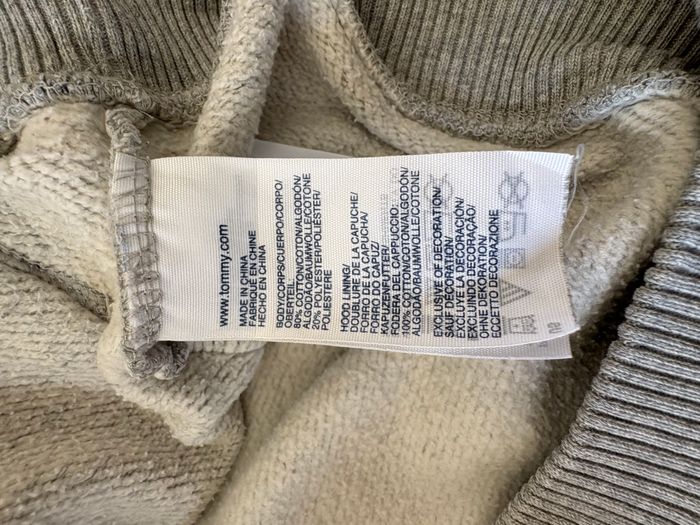 www.tommy.com
MADE IN CHINA
FABRIQUE EN CHINE
HECHO EN CHINA
BODY/CORPS/CUERPO/CORPO/
OBERTEIL:
80% COTTON/COTON/ALGODÓN/
ALGODÃO/BAUMWOLLE/COTONE
20% POLYESTER/POLIÉSTER/
POLIESTERE
HOOD LINING/
DOUBLURE DE LA CAPUCHE/
FORRO DE LA CAPUCHA/
FORRO DO CAPUZ/
KAPUZENFUTTER/
FODERA DEL CAPPUCCIO:
100% COTTON/COTON/ALGODÓN/
ALGODÃO/BAUMWOLLE/COTONE
EXCLUSIVE OF DECORATION/
SAUF DÉCORATION/
EXCLUYE LA DECORACIÓN/
EXCLUINDO DECORAÇÃO/
OHNE DEKORATION/
ECCETTO DECORAZIONE